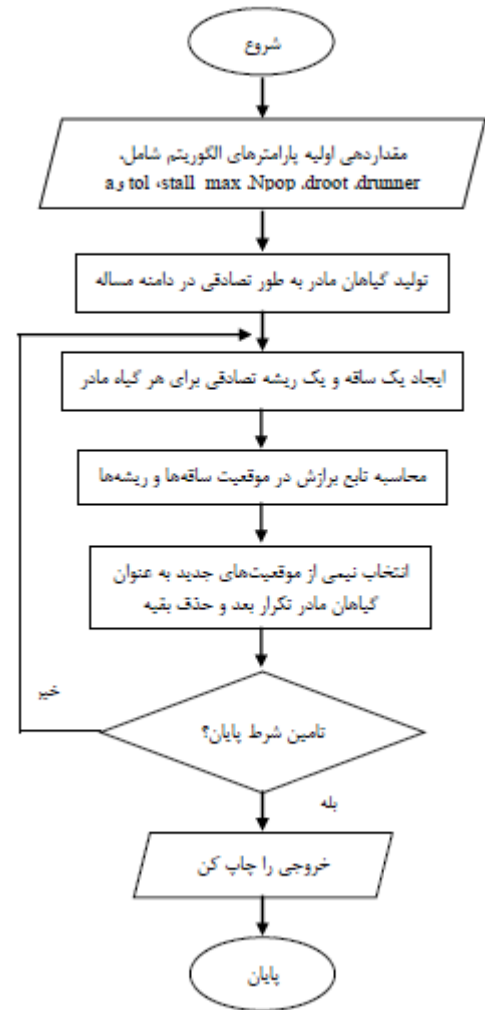 شروع
مقداردهی اولیه پارامترهای الگوریتم شامل،
a و tol ،stall_max ،Npop ،droot ،drunner
تولید گیاهان مادر به طور تصادقی در دامنه مساله
ایجاد یک ساقه و یک ریشه تصادقی برای هر گیاه مادر
محاسبه تابع برازش در موقعیت ساقه‌ها و ریشه‌ها
انتخاب نیمی از موقعیت‌های جدید به عنوان
گیاهان مادر تکرار بعد و حذف بقیه
خیر
تامین شرط پایان؟
بله
خروجی را چاپ کن
پایان